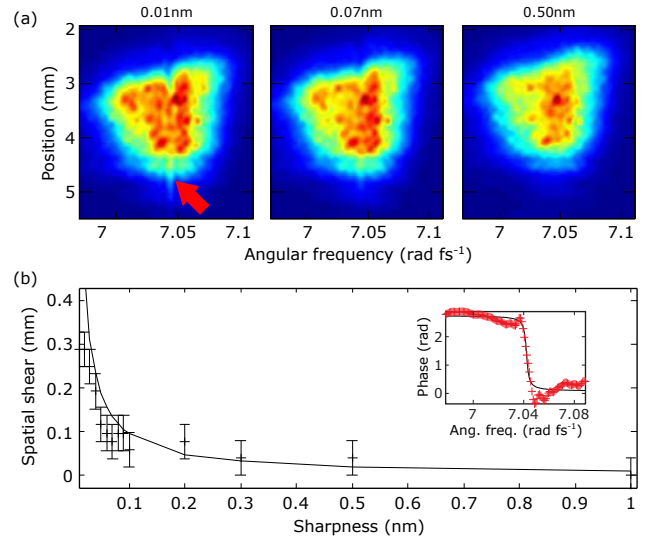 (a)
0.01nm 0.07nm 0.50nm
Position (mm)
2
3
4
5
7 7.05 7.1 7 7.05 7.1 7 7.05 7.1
Angular frequency (rad fs-1)
(b)
Spatial shear (mm)
0.4
0.3
0.2
0.1
0
Phase (rad)
2
1
0
7 7.04 7.08
Ang. freq. (rad fs-1)
0.1 0.2 0.3 0.4 0.5 0.6 0.7 0.8 0.9 1.0
Sharpness (nm)